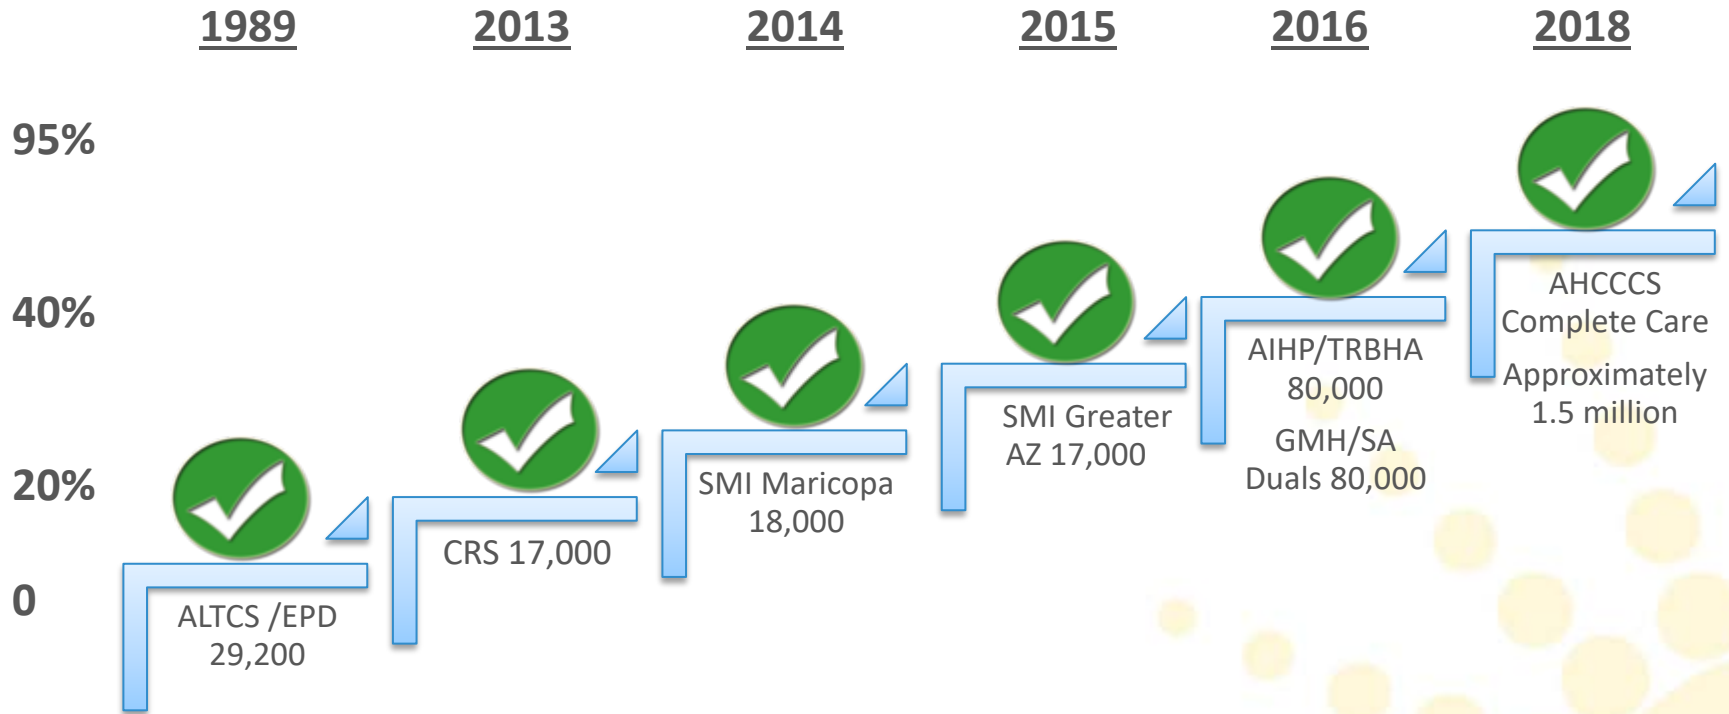 1989
2013
2014
2015
2016
2018
95%
40%
20%
0
ALTCS /EPD
29,200
CRS 17,000
SMI Maricopa
18,000
SMI Greater
AZ 17,000
AIHP/TRBHA
80,000
GMH/SA
Duals 80,000
AHCCCS
Complete Care
Approximately
1.5 million